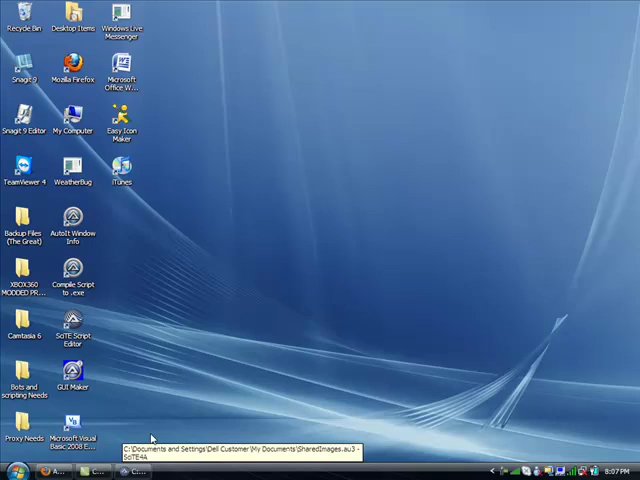 Recycle Bin
Desktop Items
Windows Live
Messenger
Snagit 9
Mozilla Firefox
Microsoft
Office W...
Snagit 9 Editor
My Computer
Easy Icon
Maker
TeamViewer 4
WeatherBug
iTunes
Backup Files
(The Great)
AutoIt Window
Info
XBOX360
MODDED PR...
Compile Script
to .exe
SciTE Script
Editor
Camtasia 6
Bots and
scripting Needs
GUI Maker
Proxy Needs
Microsoft Visual
Basic 2008 E...
C:\Documents and Settings\Dell Customer\My Documents\SharedImages.au3 -
SciTE4A
A...
C...
C:...
8:07 PM